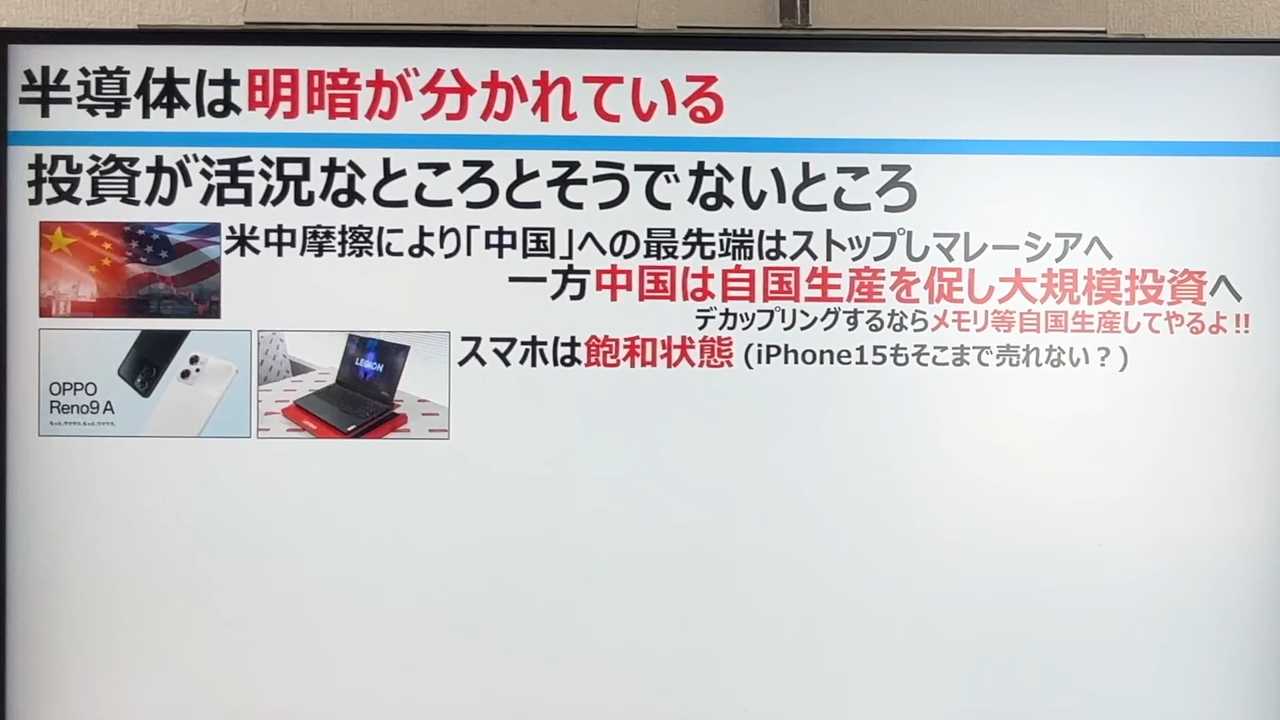 半導体は明暗が分かれている
投資が活況なところとそうでないところ
米中摩擦により「中国」への最先端はストップしマレーシアへ
一方中国は自国生産を促し大規模投資へ
デカップリングするならメモリ等自国生産してやるよ!!
スマホは飽和状態 (iPhone15もそこまで売れない？)
OPPO
Reno9 A
LEGION